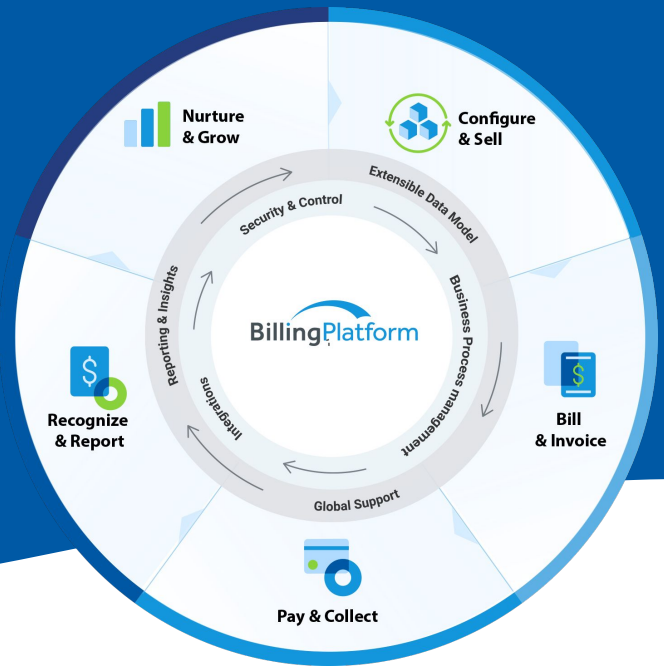 Nurture
& Grow
Configure
& Sell
Extensible Data Model
Security & Control
Reporting & Insights
BillingPlatform
Business Process management
Integrations
$
Recognize
& Report
$
Bill
& Invoice
Global Support
Pay & Collect